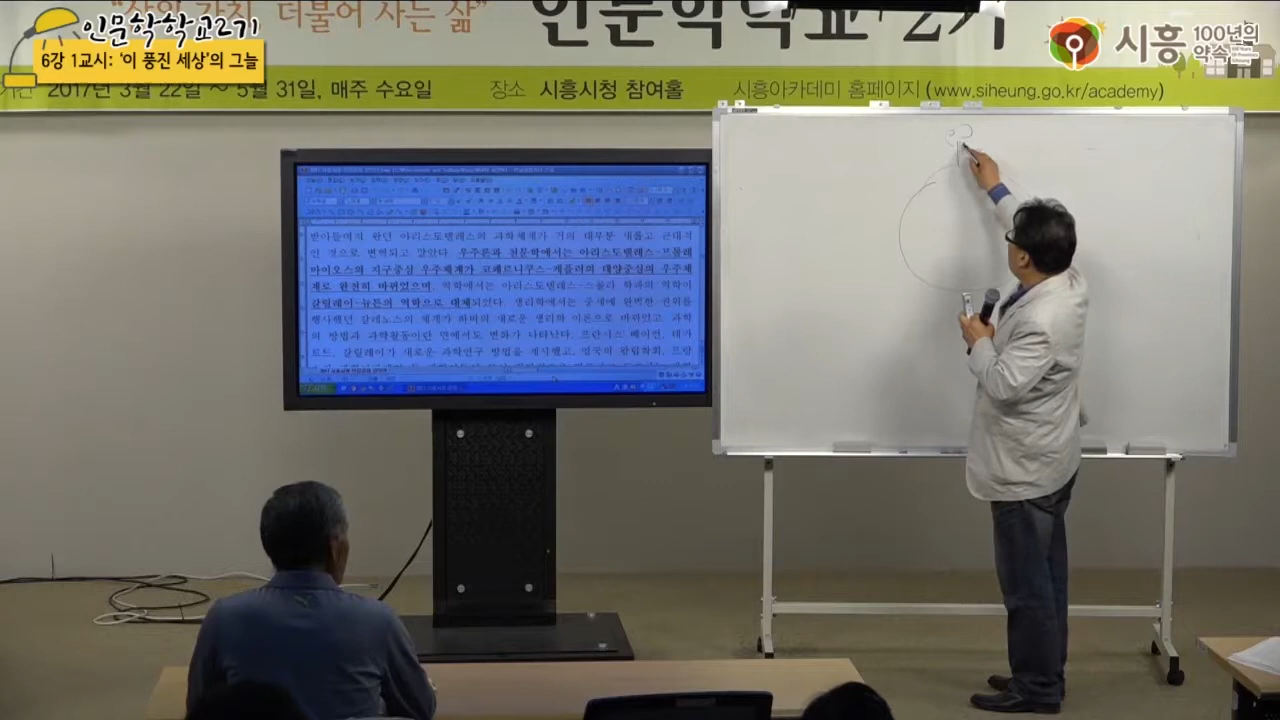 인문학학교2기
6강 1교시: '이 풍진 세상'의 그늘
더불어 사는 삶"
인문학학교 2기
시흥 100년의 약속
2017년 3월 22일 ~ 5월 31일, 매주 수요일 장소 시흥시청 참여홀 시흥아카데미 홈페이지 (www.siheung.go.kr/academy)
받아들여져 왔던 아리스토텔레스의 과학체계가 거의 대부분 새롭고 근대적
인 것으로 변혁되고 말았다. 우주론과 천문학에서는 아리스토텔레스-프톨레
마이오스의 지구중심 우주체계가 코페르니쿠스-케플러의 태양중심의 우주체
계로 완전히 바뀌었으며, 역학에서는 아리스토텔레스-스콜라 학파의 역학이
갈릴레이-뉴튼의 역학으로 대체되었다. 생리학에서는 중세에 완벽한 권위를
행사했던 갈레노스의 체계가 하비의 새로운 생리학 이론으로 바뀌었고, 과학
의 방법과 과학활동이란 면에서도 변화가 나타났다. 프란시스 베이컨, 데카
르트, 갈릴레이가 새로운 과학연구 방법을 제시했고, 영국의 왕립학회, 프랑